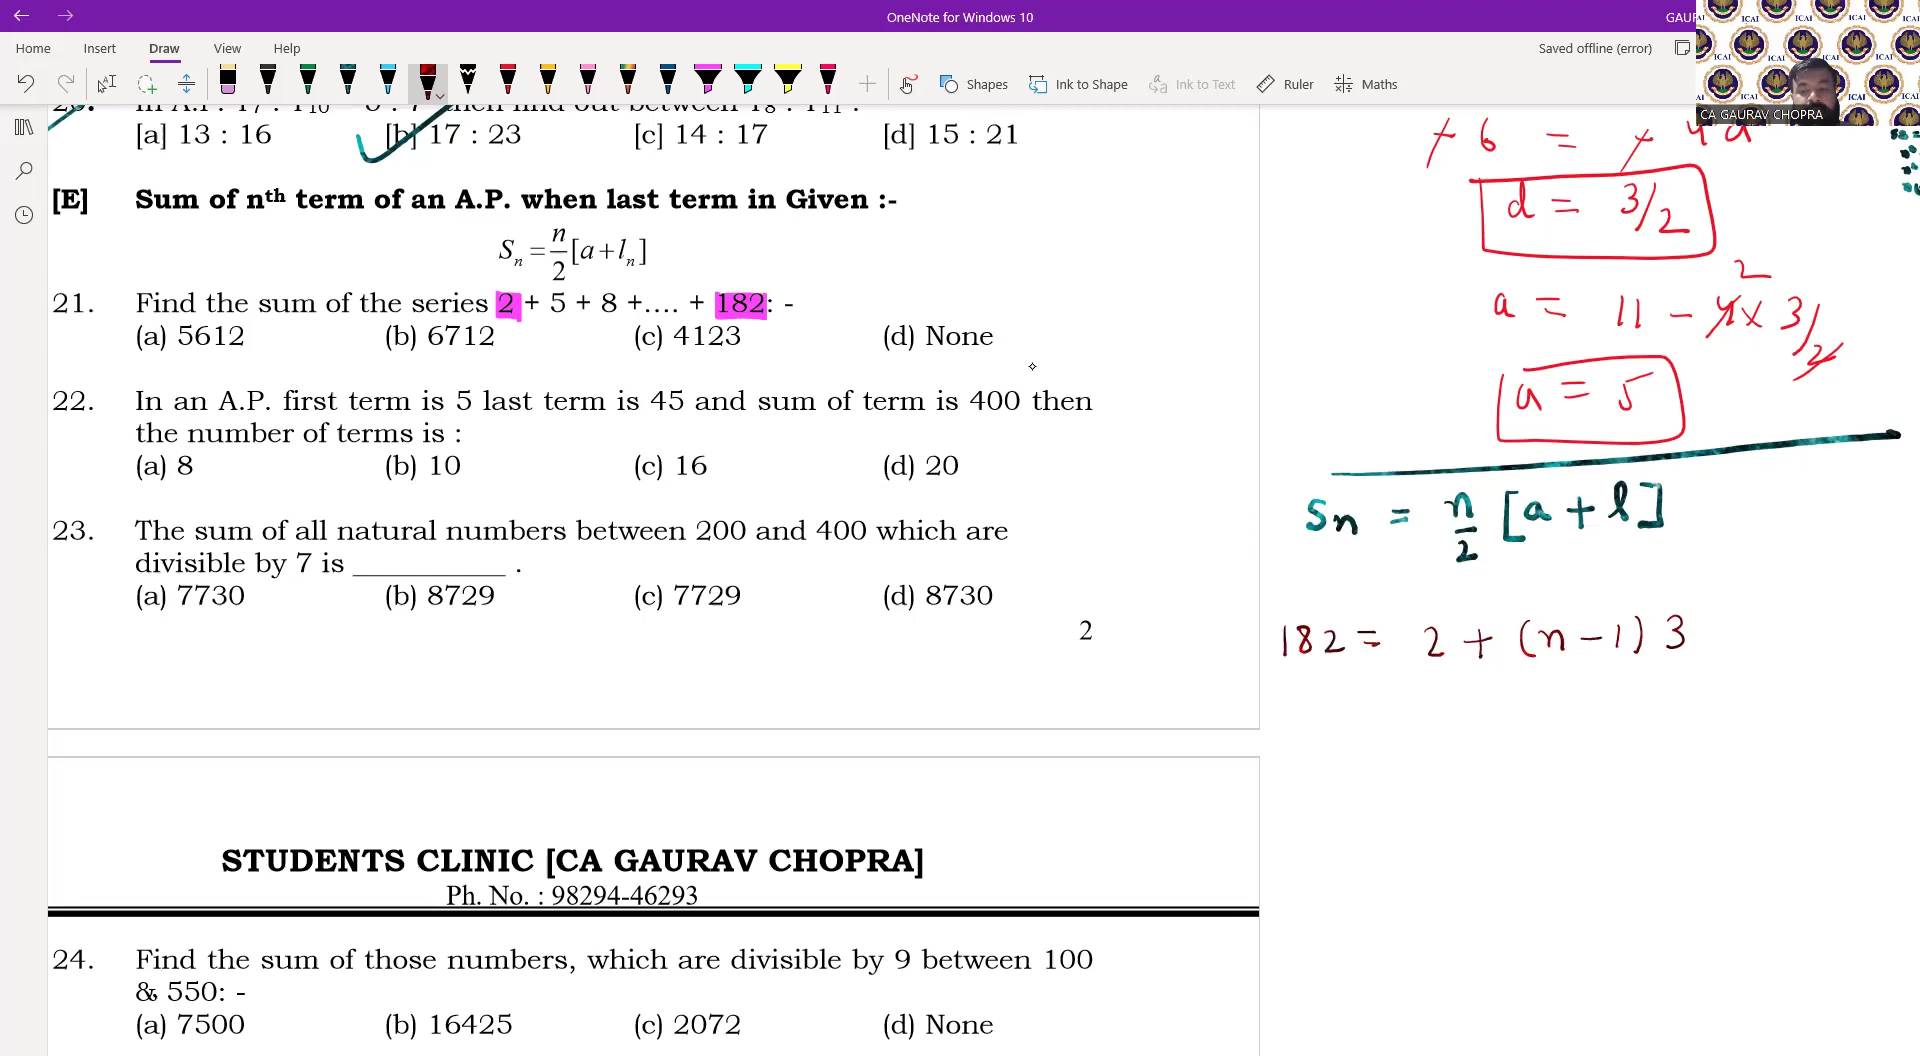 OneNote for Windows 10
GAUR
Home Insert Draw View Help
Saved offline (error)
Shapes Ink to Shape Ink to Text Ruler Maths
CA GAURAV CHOPRA
[a] 13 : 16 [b] 17 : 23 [c] 14 : 17 [d] 15 : 21
[E] Sum of nth term of an A.P. when last term in Given :-
Sn = n/2 [a + ln]
21. Find the sum of the series 2 + 5 + 8 +.... + 182: -
(a) 5612 (b) 6712 (c) 4123 (d) None
22. In an A.P. first term is 5 last term is 45 and sum of term is 400 then
the number of terms is :
(a) 8 (b) 10 (c) 16 (d) 20
23. The sum of all natural numbers between 200 and 400 which are
divisible by 7 is __________ .
(a) 7730 (b) 8729 (c) 7729 (d) 8730
2
STUDENTS CLINIC [CA GAURAV CHOPRA]
Ph. No. : 98294-46293
24. Find the sum of those numbers, which are divisible by 9 between 100
& 550: -
(a) 7500 (b) 16425 (c) 2072 (d) None
d = 3/2
2
a = 11 - 4 x 3/2
a = 5
Sn = n/2 [a + l]
182 = 2 + (n - 1) 3